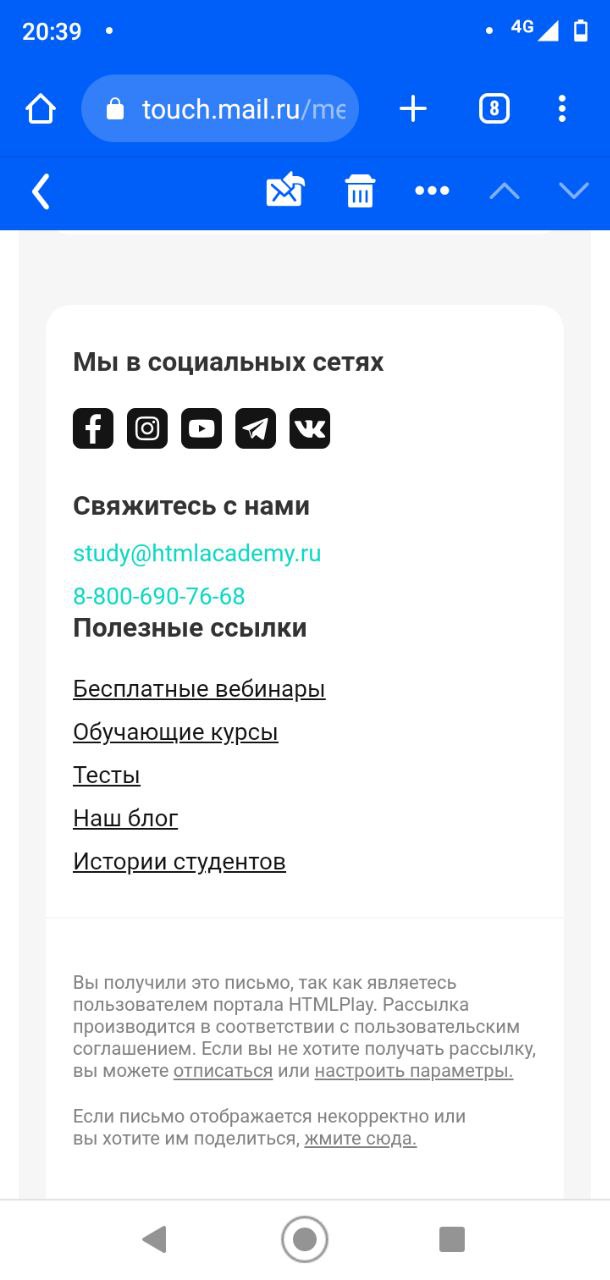 20:39
4G
touch.mail.ru/me
8
Мы в социальных сетях
Свяжитесь с нами
study@htmlacademy.ru
8-800-690-76-68
Полезные ссылки
Бесплатные вебинары
Обучающие курсы
Тесты
Наш блог
Истории студентов
Вы получили это письмо, так как являетесь
пользователем портала HTMLPlay. Рассылка
производится в соответствии с пользовательским
соглашением. Если вы не хотите получать рассылку,
вы можете отписаться или настроить параметры.
Если письмо отображается некорректно или
вы хотите им поделиться, жмите сюда.